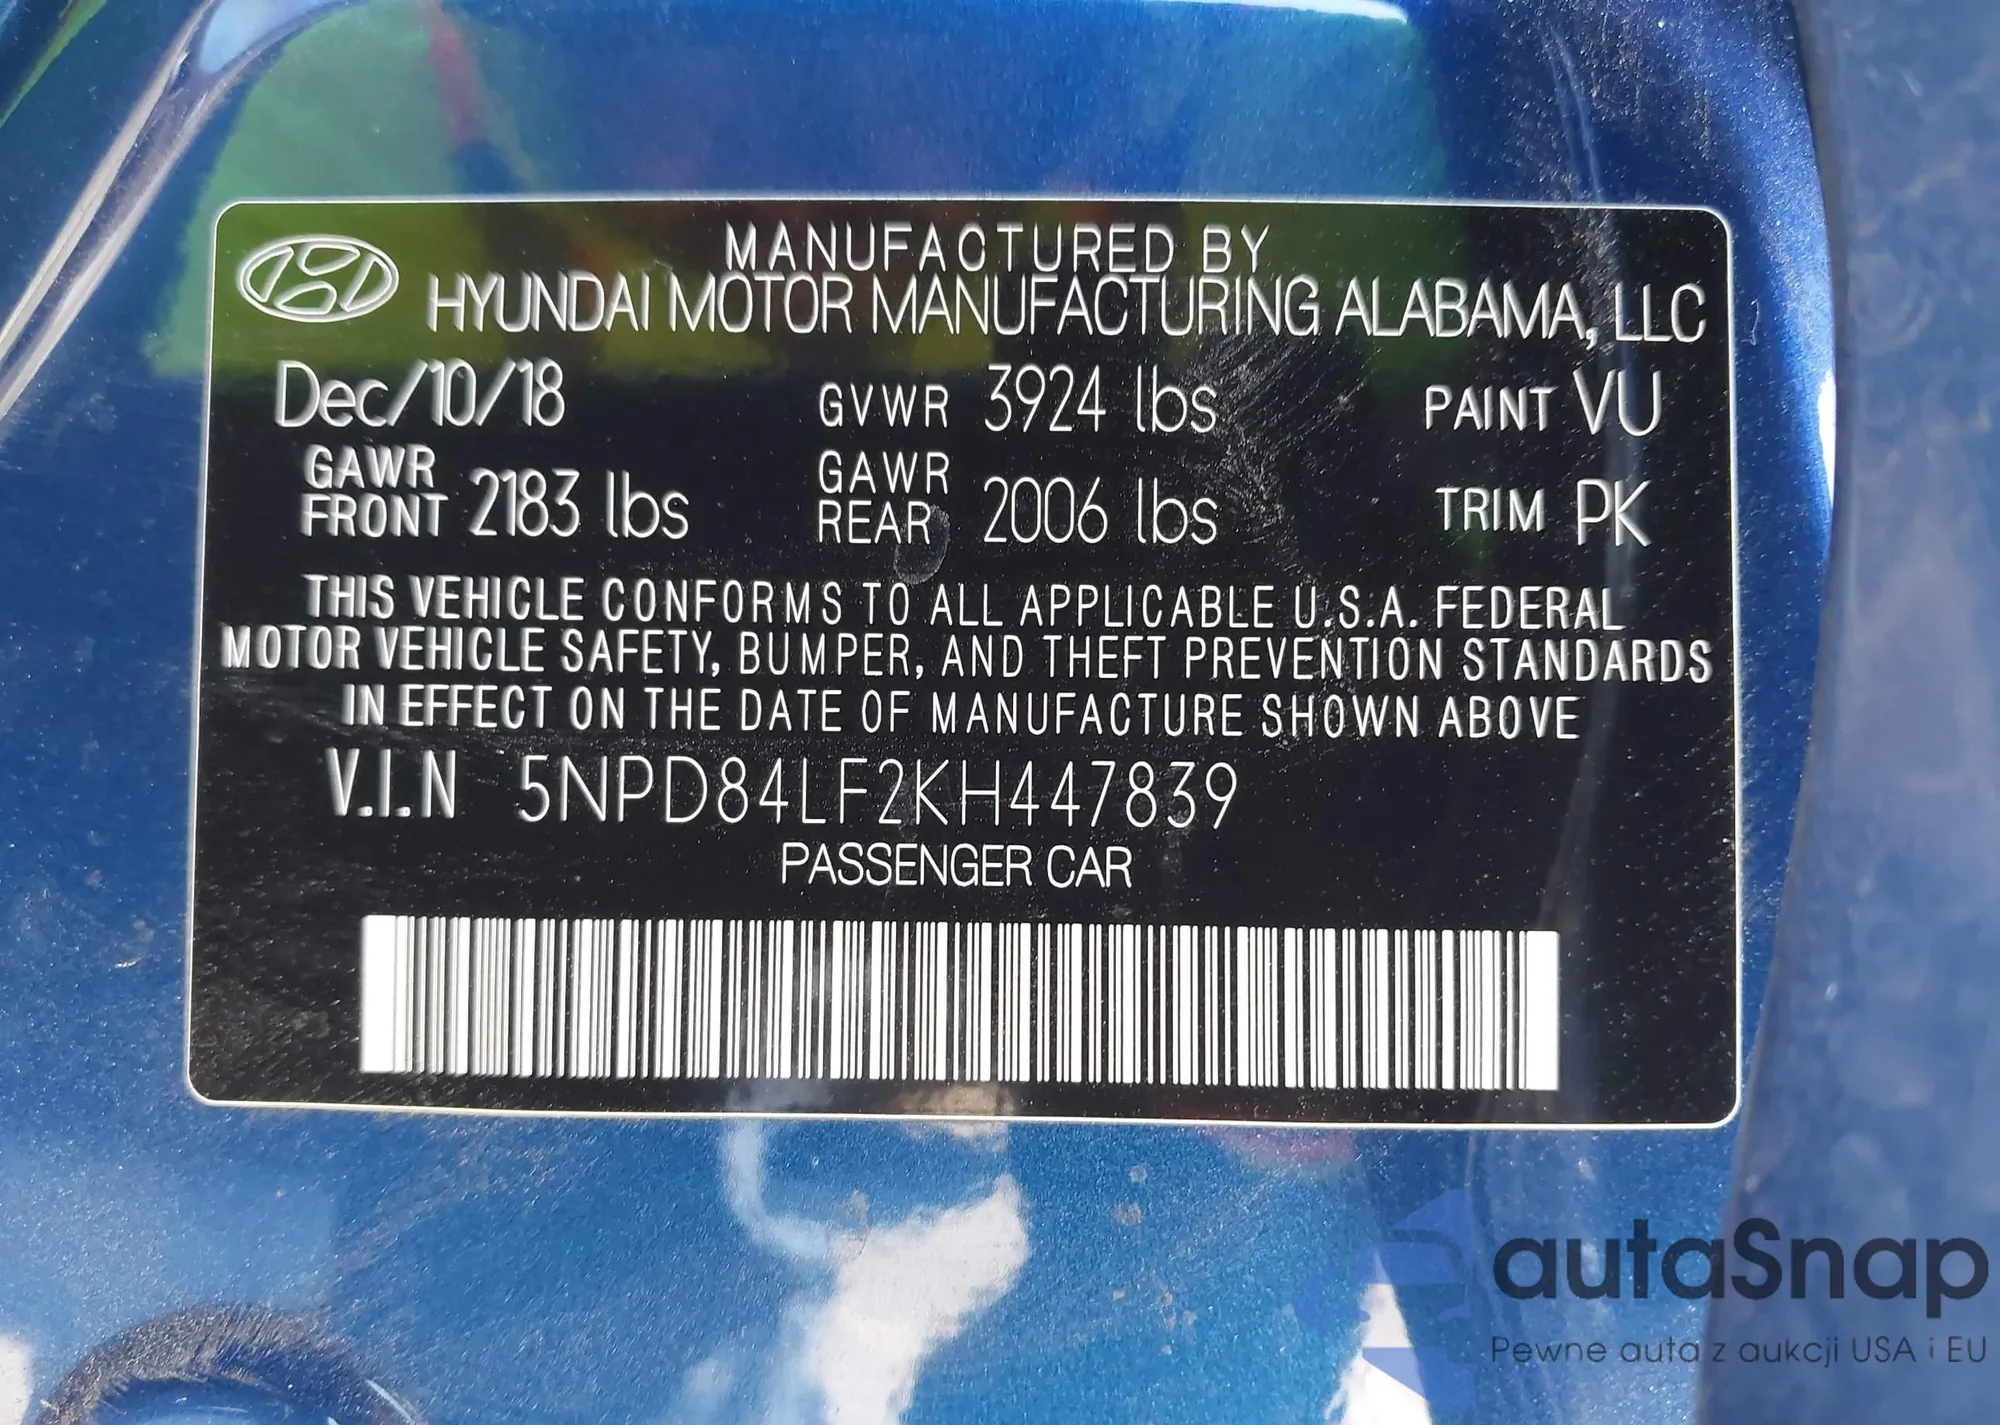 MANUFACTURED BY
HYUNDAI MOTOR MANUFACTURING ALABAMA, LLC
Dec/10/18 GVWR 3924 lbs PAINT VU
GAWR FRONT 2183 lbs GAWR REAR 2006 lbs TRIM PK
THIS VEHICLE CONFORMS TO ALL APPLICABLE U.S.A. FEDERAL
MOTOR VEHICLE SAFETY, BUMPER, AND THEFT PREVENTION STANDARDS
IN EFFECT ON THE DATE OF MANUFACTURE SHOWN ABOVE
V.I.N 5NPD84LF2KH447839
PASSENGER CAR
autaSnap
Pewne auta z aukcji USA i EU